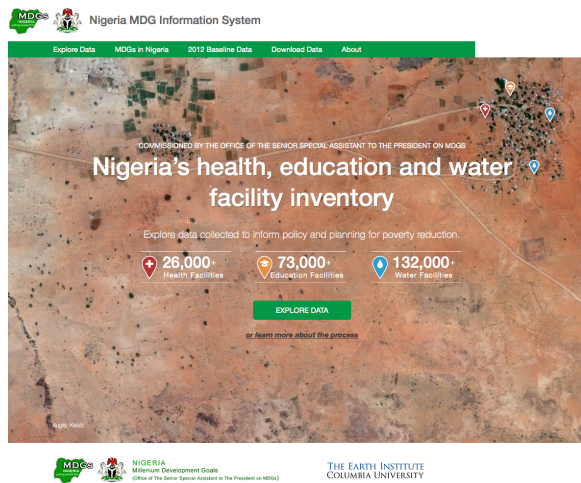 MDGs
NIGERIA
Nigeria MDG Information System
Explore Data
MDGs in Nigeria
2012 Baseline Data
Download Data
About
COMMISSIONED BY THE OFFICE OF THE SENIOR SPECIAL ASSISTANT TO THE PRESIDENT ON MDGS
Nigeria's health, education and water
facility inventory
Explore data collected to inform policy and planning for poverty reduction.
26,000+
Health Facilities
73,000+
Education Facilities
132,000+
Water Facilities
EXPLORE DATA
or learn more about the process
MDGs
NIGERIA
NIGERIA
Millenium Development Goals
(Office of The Senior Special Assistant to The President on MDGs)
THE EARTH INSTITUTE
COLUMBIA UNIVERSITY